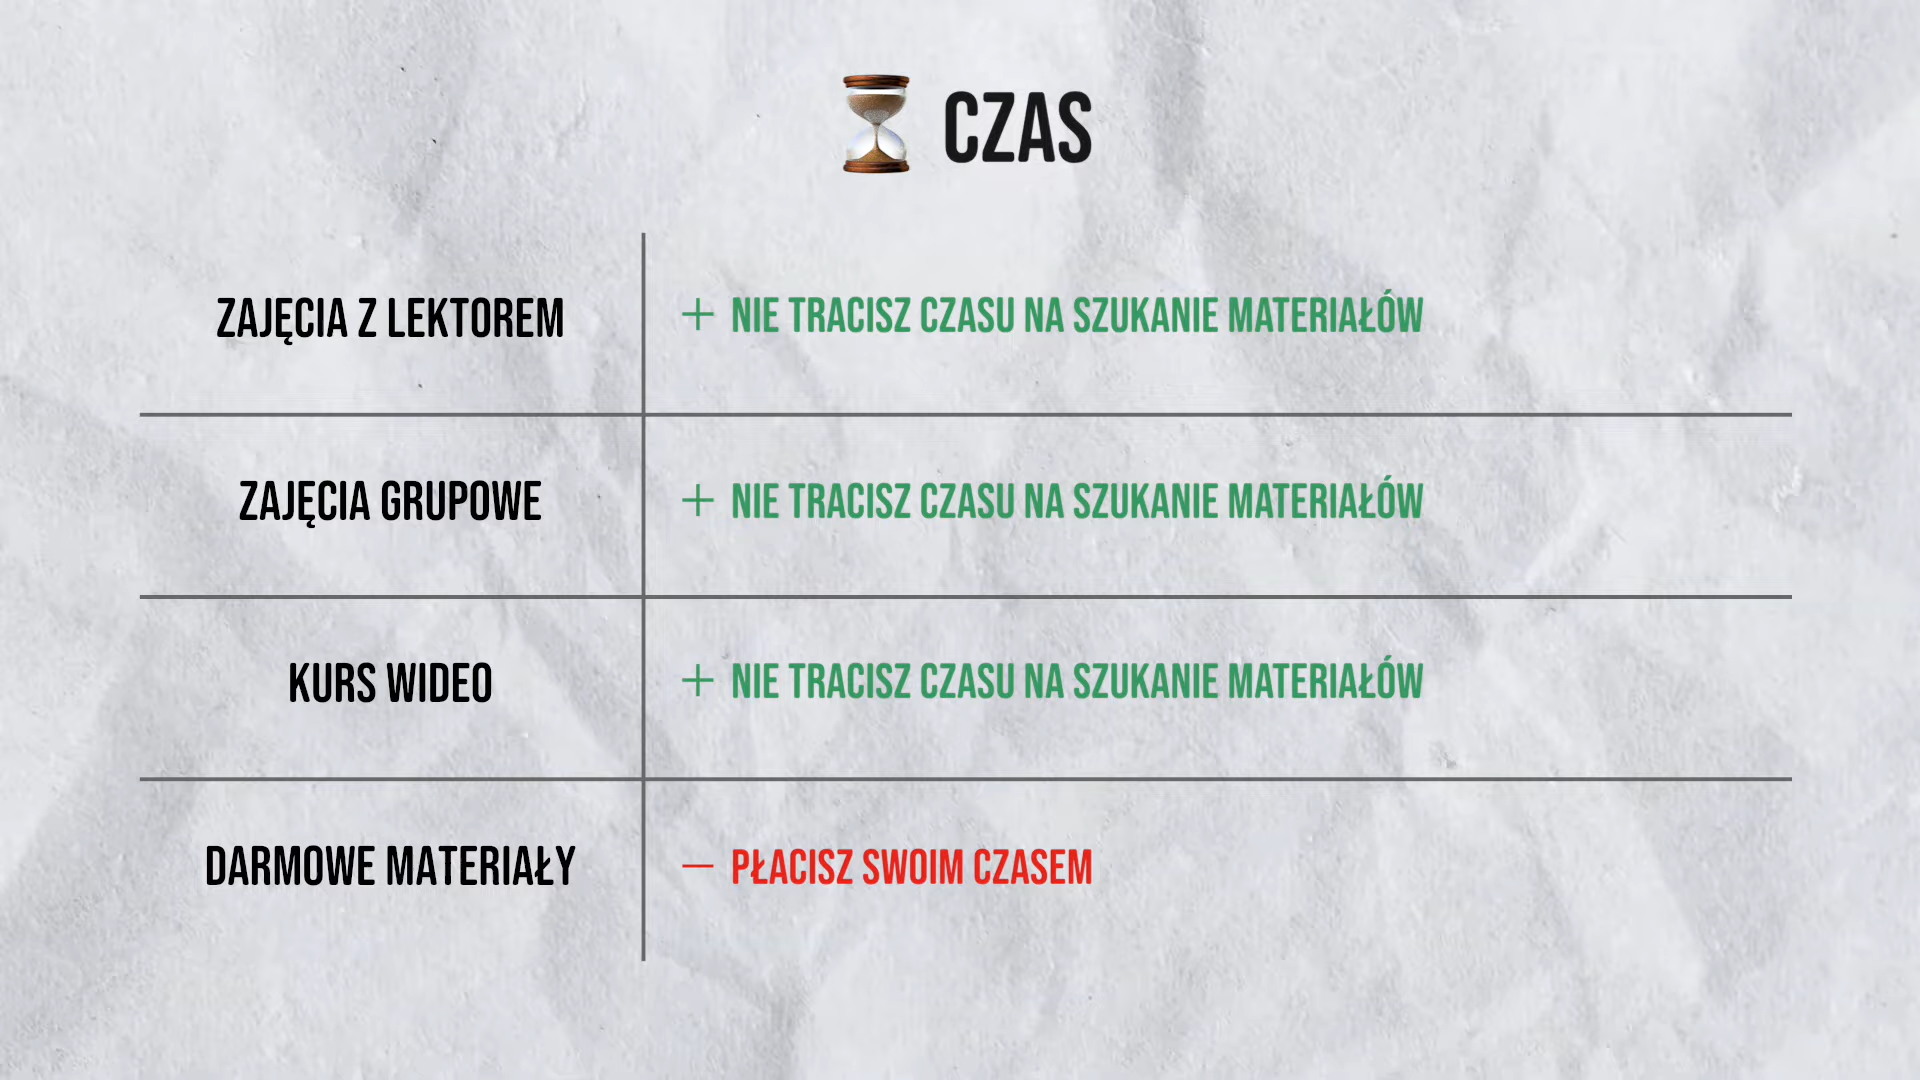 ⏳ CZAS
ZAJĘCIA Z LEKTOREM
+ NIE TRACISZ CZASU NA SZUKANIE MATERIAŁÓW
ZAJĘCIA GRUPOWE
+ NIE TRACISZ CZASU NA SZUKANIE MATERIAŁÓW
KURS WIDEO
+ NIE TRACISZ CZASU NA SZUKANIE MATERIAŁÓW
DARMOWE MATERIAŁY
— PŁACISZ SWOIM CZASEM